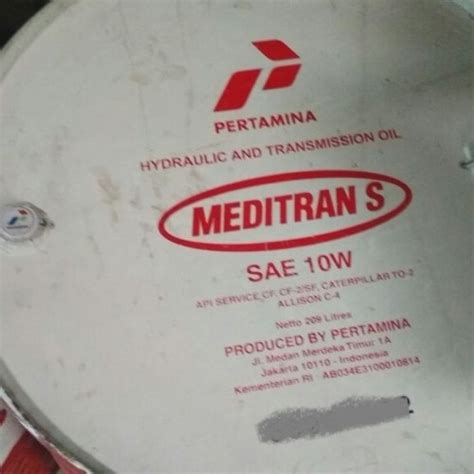 PERTAMINA
HYDRAULIC AND TRANSMISSION OIL
MEDITRAN S
SAE 10W
API SERVICE CF, CF-2/SF, CATERPILLAR TO-2
ALLISON C-4
Netto 209 Litres
PRODUCED BY PERTAMINA
Jl. Medan Merdeka Timur 1A
Jakarta 10110 - Indonesia
Kementerian RI : AB034E3100010814